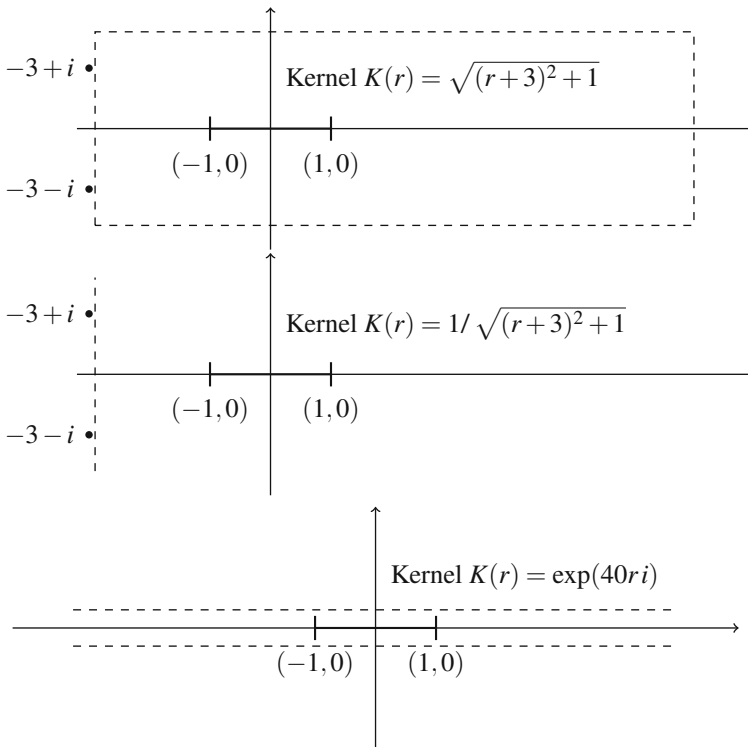 −3+i
Kernel K(r) = √((r+3)²+1)
(−1,0) (1,0)
−3−i
−3+i
Kernel K(r) = 1/√((r+3)²+1)
(−1,0) (1,0)
−3−i
Kernel K(r) = exp(40ri)
(−1,0) (1,0)